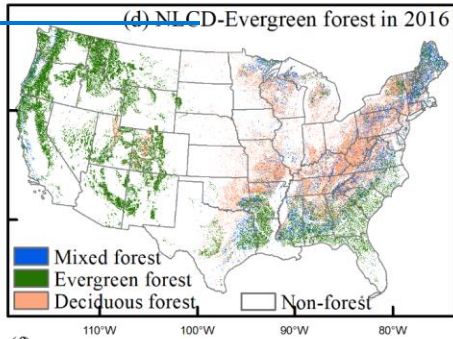 (d) NLCD-Evergreen forest in 2016
Mixed forest
Evergreen forest
Deciduous forest
Non-forest
110°W 100°W 90°W 80°W